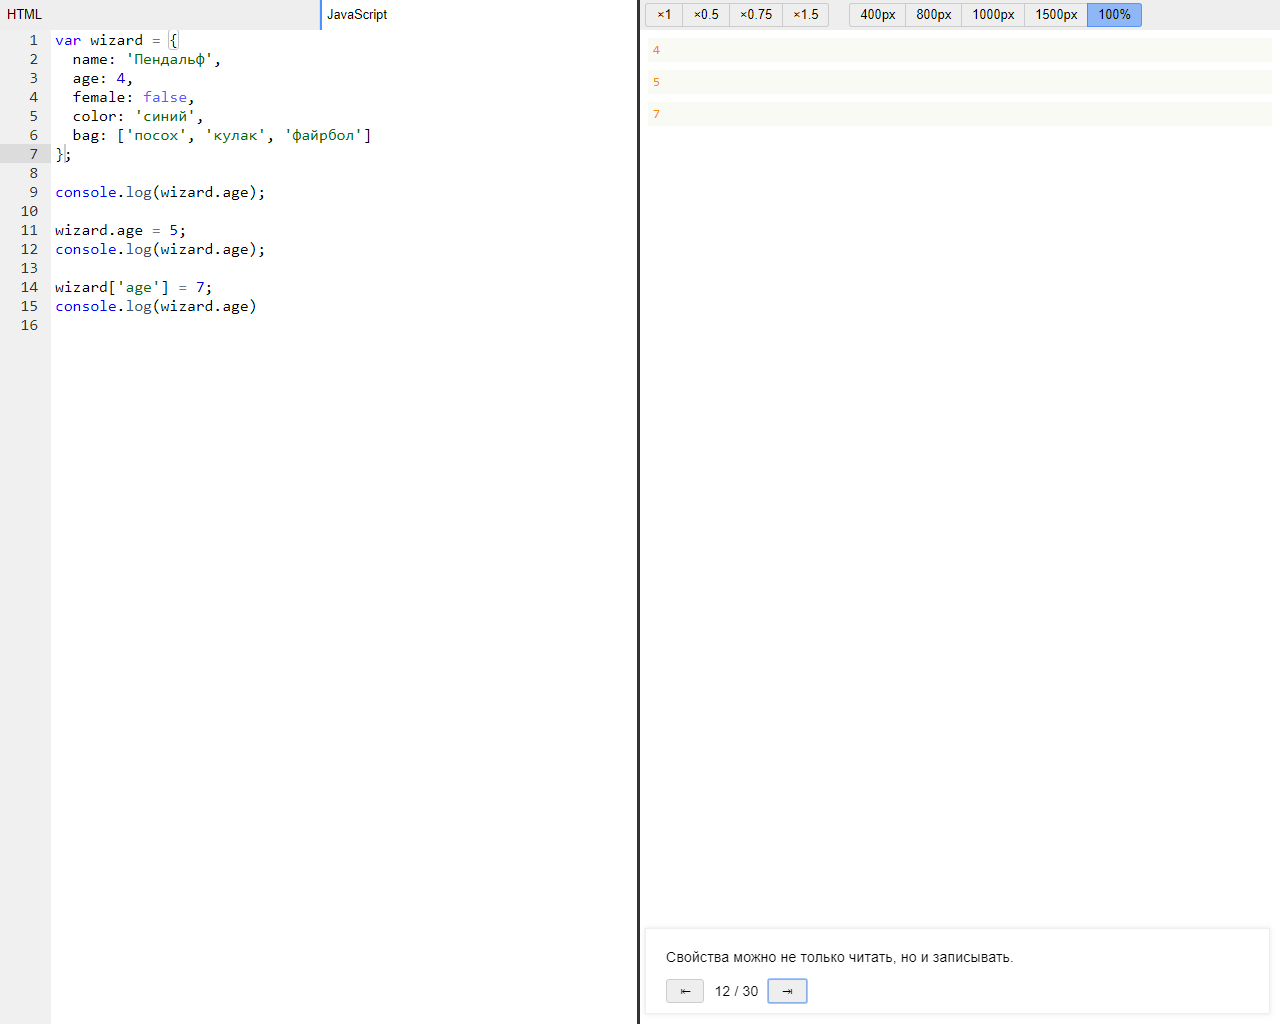 HTML
JavaScript
×1 ×0.5 ×0.75 ×1.5 400px 800px 1000px 1500px 100%
1 var wizard = {
2   name: 'Пендальф',
3   age: 4,
4   female: false,
5   color: 'синий',
6   bag: ['посох', 'кулак', 'файрбол']
7 };
8
9 console.log(wizard.age);
10
11 wizard.age = 5;
12 console.log(wizard.age);
13
14 wizard['age'] = 7;
15 console.log(wizard.age)
16
4
5
7
Свойства можно не только читать, но и записывать.
⇤ 12 / 30 ⇥